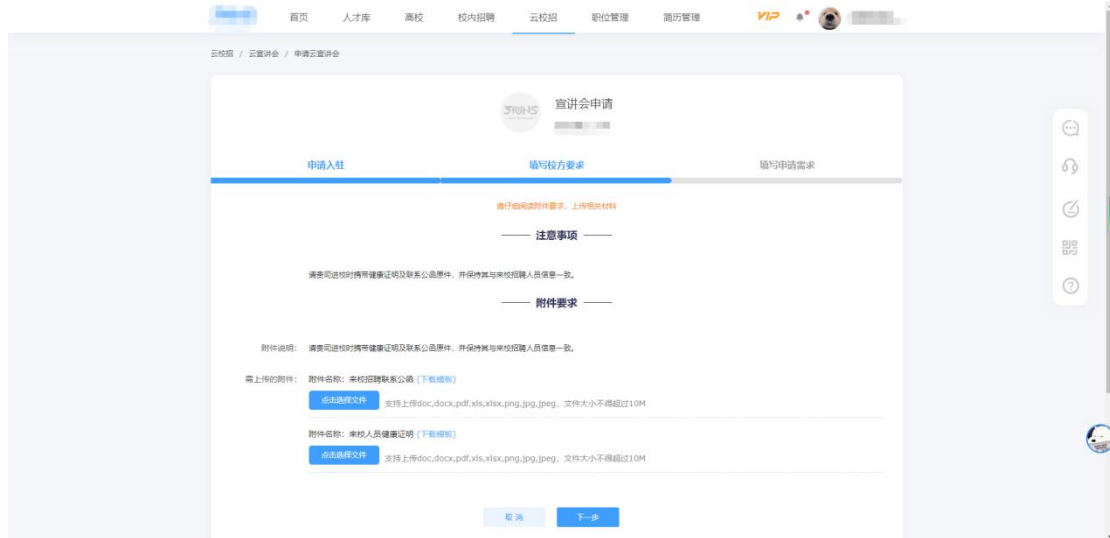 首页 人才库 高校 校内招聘 云校招 职位管理 简历管理 VIP
云校招 / 云宣讲会 / 申请云宣讲会
宣讲会申请
申请入驻 填写校方要求 填写申请需求
请仔细阅读附件要求，上传相关材料
注意事项
请贵司进校时携带健康证明及联系公函原件，并保持其与来校招聘人员信息一致。
附件要求
附件说明： 请贵司进校时携带健康证明及联系公函原件，并保持其与来校招聘人员信息一致。
需上传的附件： 附件名称：来校招聘联系公函 (下载模板)
点击选择文件 支持上传doc,docx,pdf,xls,xlsx,png,jpg,jpeg，文件大小不得超过10M
附件名称：来校人员健康证明 (下载模板)
点击选择文件 支持上传doc,docx,pdf,xls,xlsx,png,jpg,jpeg，文件大小不得超过10M
取消 下一步